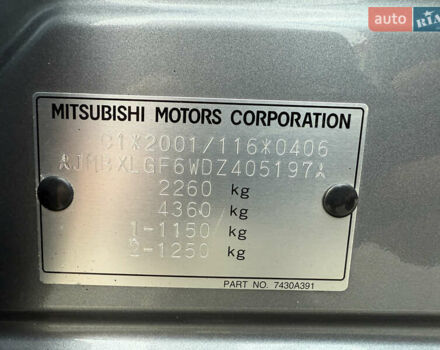 auto RIA
MITSUBISHI MOTORS CORPORATION
e1*2001/116*0406
JMBXLGF6WDZ405197
2260 kg
4360 kg
1-1150 kg
2-1250 kg
PART NO. 7430A391